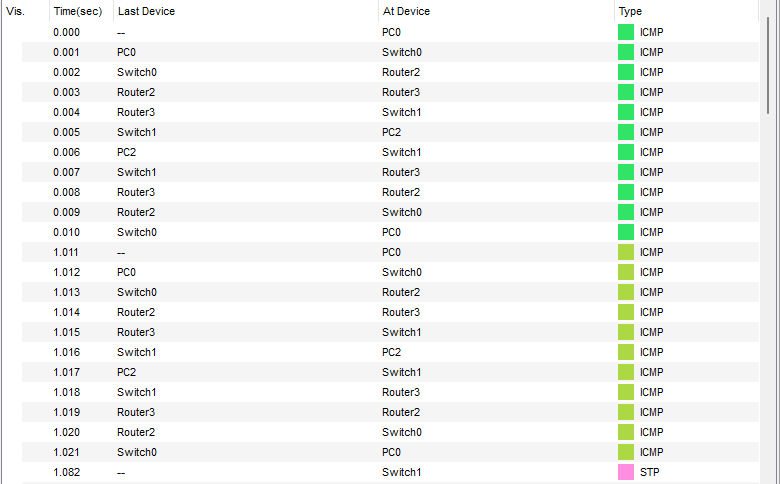 Vis. Time(sec) Last Device At Device Type
0.000 -- PC0 ICMP
0.001 PC0 Switch0 ICMP
0.002 Switch0 Router2 ICMP
0.003 Router2 Router3 ICMP
0.004 Router3 Switch1 ICMP
0.005 Switch1 PC2 ICMP
0.006 PC2 Switch1 ICMP
0.007 Switch1 Router3 ICMP
0.008 Router3 Router2 ICMP
0.009 Router2 Switch0 ICMP
0.010 Switch0 PC0 ICMP
1.011 -- PC0 ICMP
1.012 PC0 Switch0 ICMP
1.013 Switch0 Router2 ICMP
1.014 Router2 Router3 ICMP
1.015 Router3 Switch1 ICMP
1.016 Switch1 PC2 ICMP
1.017 PC2 Switch1 ICMP
1.018 Switch1 Router3 ICMP
1.019 Router3 Router2 ICMP
1.020 Router2 Switch0 ICMP
1.021 Switch0 PC0 ICMP
1.082 -- Switch1 STP